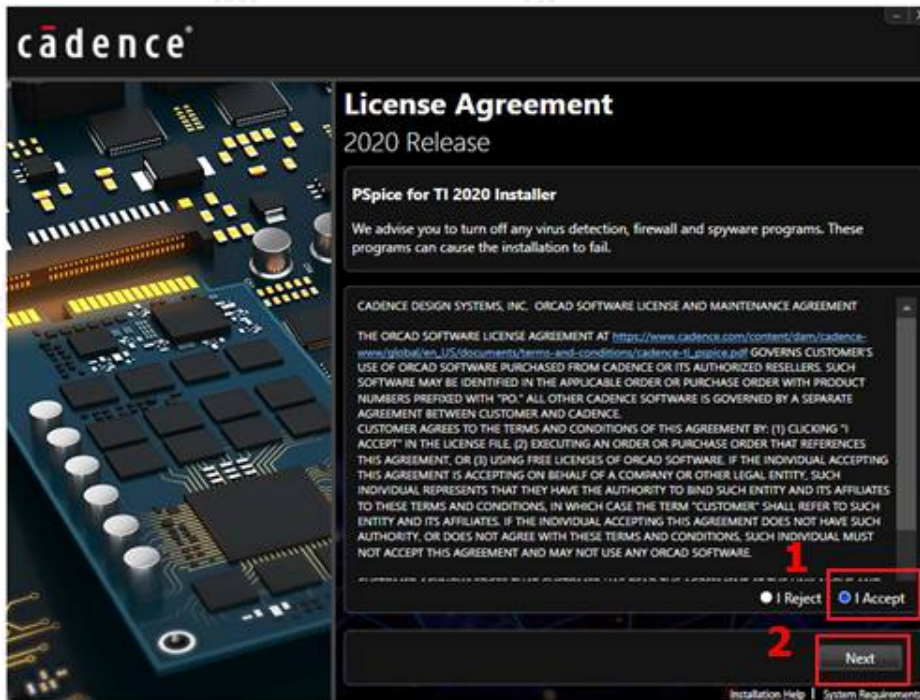 cādence®
License Agreement
2020 Release
PSpice for TI 2020 Installer
We advise you to turn off any virus detection, firewall and spyware programs. These
programs can cause the installation to fail.
CADENCE DESIGN SYSTEMS, INC. ORCAD SOFTWARE LICENSE AND MAINTENANCE AGREEMENT
THE ORCAD SOFTWARE LICENSE AGREEMENT AT https://www.cadence.com/content/dam/cadence-
www/global/en_US/documents/terms-and-conditions/cadence-ti_pspice.pdf GOVERNS CUSTOMER'S
USE OF ORCAD SOFTWARE PURCHASED FROM CADENCE OR ITS AUTHORIZED RESELLERS. SUCH
SOFTWARE MAY BE IDENTIFIED IN THE APPLICABLE ORDER OR PURCHASE ORDER WITH PRODUCT
NUMBERS PREFIXED WITH "PO." ALL OTHER CADENCE SOFTWARE IS GOVERNED BY A SEPARATE
AGREEMENT BETWEEN CUSTOMER AND CADENCE.
CUSTOMER AGREES TO THE TERMS AND CONDITIONS OF THIS AGREEMENT BY: (1) CLICKING "I
ACCEPT" IN THE LICENSE FILE, (2) EXECUTING AN ORDER OR PURCHASE ORDER THAT REFERENCES
THIS AGREEMENT, OR (3) USING FREE LICENSES OF ORCAD SOFTWARE. IF THE INDIVIDUAL ACCEPTING
THIS AGREEMENT IS ACCEPTING ON BEHALF OF A COMPANY OR OTHER LEGAL ENTITY, SUCH
INDIVIDUAL REPRESENTS THAT THEY HAVE THE AUTHORITY TO BIND SUCH ENTITY AND ITS AFFILIATES
TO THESE TERMS AND CONDITIONS, IN WHICH CASE THE TERM "CUSTOMER" SHALL REFER TO SUCH
ENTITY AND ITS AFFILIATES. IF THE INDIVIDUAL ACCEPTING THIS AGREEMENT DOES NOT HAVE SUCH
AUTHORITY, OR DOES NOT AGREE WITH THESE TERMS AND CONDITIONS, SUCH INDIVIDUAL MUST
NOT ACCEPT THIS AGREEMENT AND MAY NOT USE ANY ORCAD SOFTWARE.
1
I Reject I Accept
2
Next
Installation Help | System Requirement